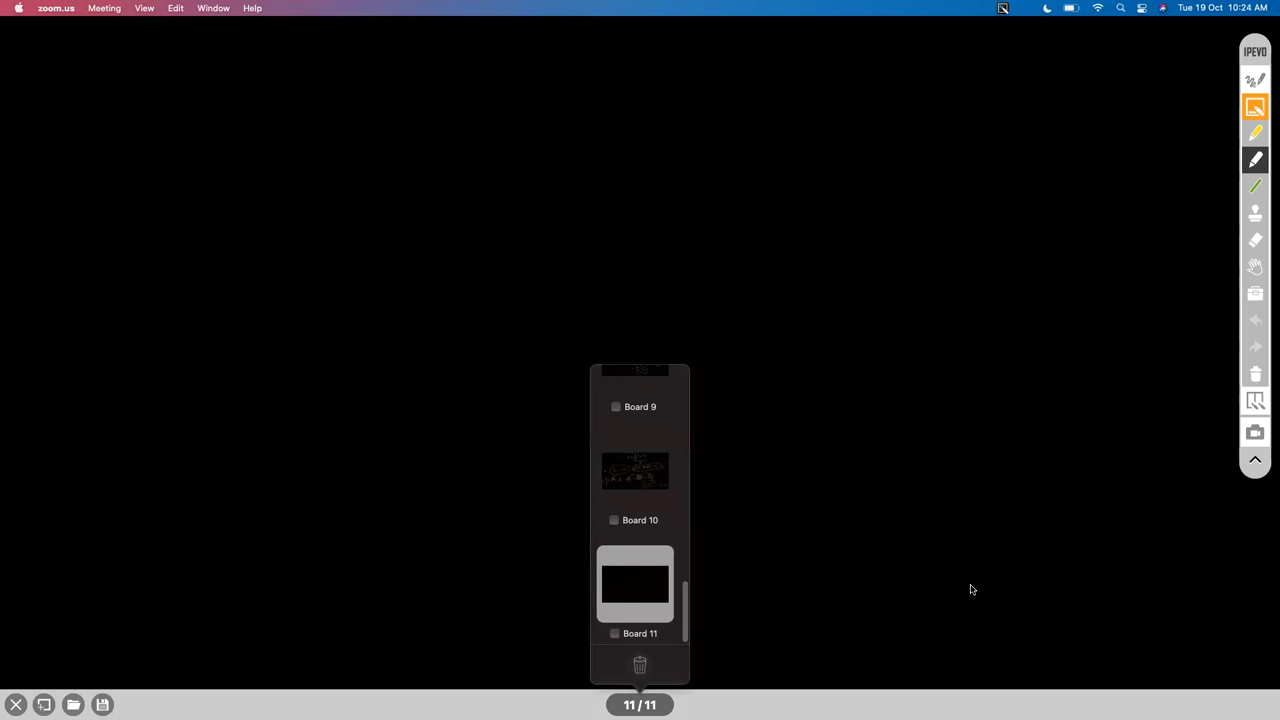 zoom.us Meeting View Edit Window Help Tue 19 Oct 10:24 AM
IPEVO
Board 9
Board 10
Board 11
11 / 11